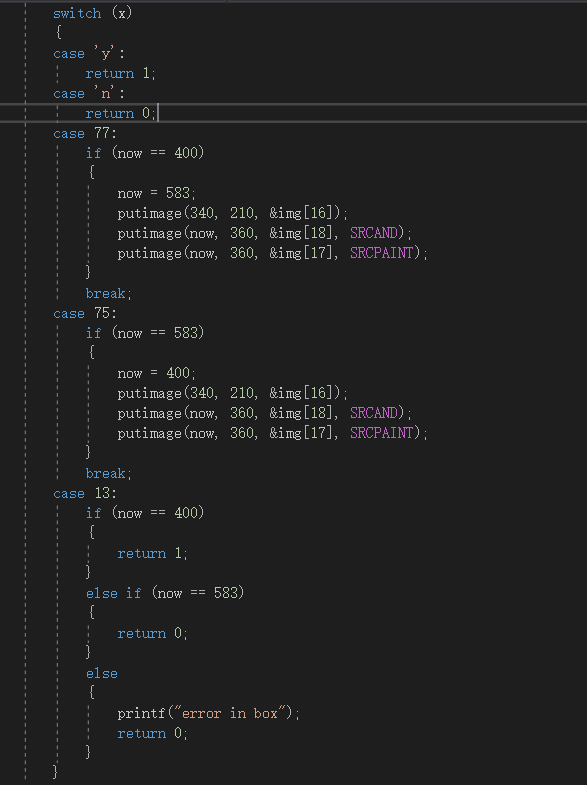 switch (x)
{
case 'y':
return 1;
case 'n':
return 0;
case 77:
if (now == 400)
{
now = 583;
putimage(340, 210, &img[16]);
putimage(now, 360, &img[18], SRCAND);
putimage(now, 360, &img[17], SRCPAINT);
}
break;
case 75:
if (now == 583)
{
now = 400;
putimage(340, 210, &img[16]);
putimage(now, 360, &img[18], SRCAND);
putimage(now, 360, &img[17], SRCPAINT);
}
break;
case 13:
if (now == 400)
{
return 1;
}
else if (now == 583)
{
return 0;
}
else
{
printf("error in box");
return 0;
}
}